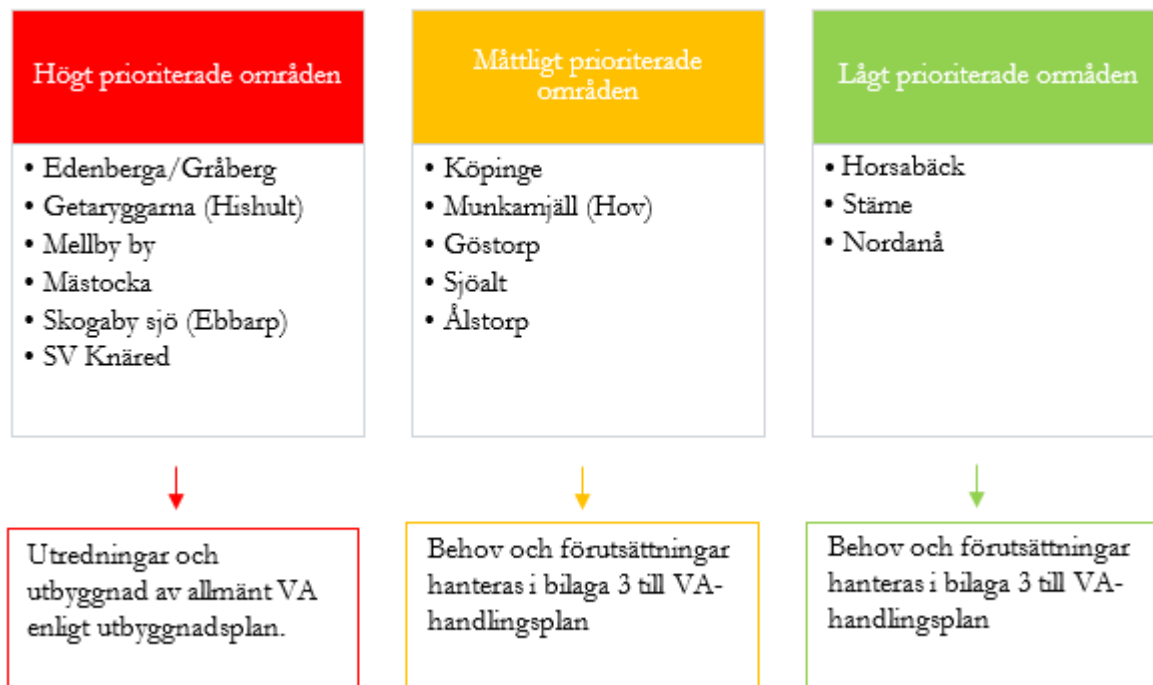 Högt prioriterade områden
• Edenberga/Gråberg
• Getaryggarna (Hishult)
• Mellby by
• Mästocka
• Skogaby sjö (Ebbarp)
• SV Knäred
Utredningar och
utbyggnad av allmänt VA
enligt utbyggnadsplan.
Måttligt prioriterade
områden
• Köpinge
• Munkamjäll (Hov)
• Göstorp
• Sjöalt
• Ålstorp
Behov och förutsättningar
hanteras i bilaga 3 till VA-
handlingsplan
Lågt prioriterade ormåden
• Horsabäck
• Stäme
• Nordanå
Behov och förutsättningar
hanteras i bilaga 3 till VA-
handlingsplan